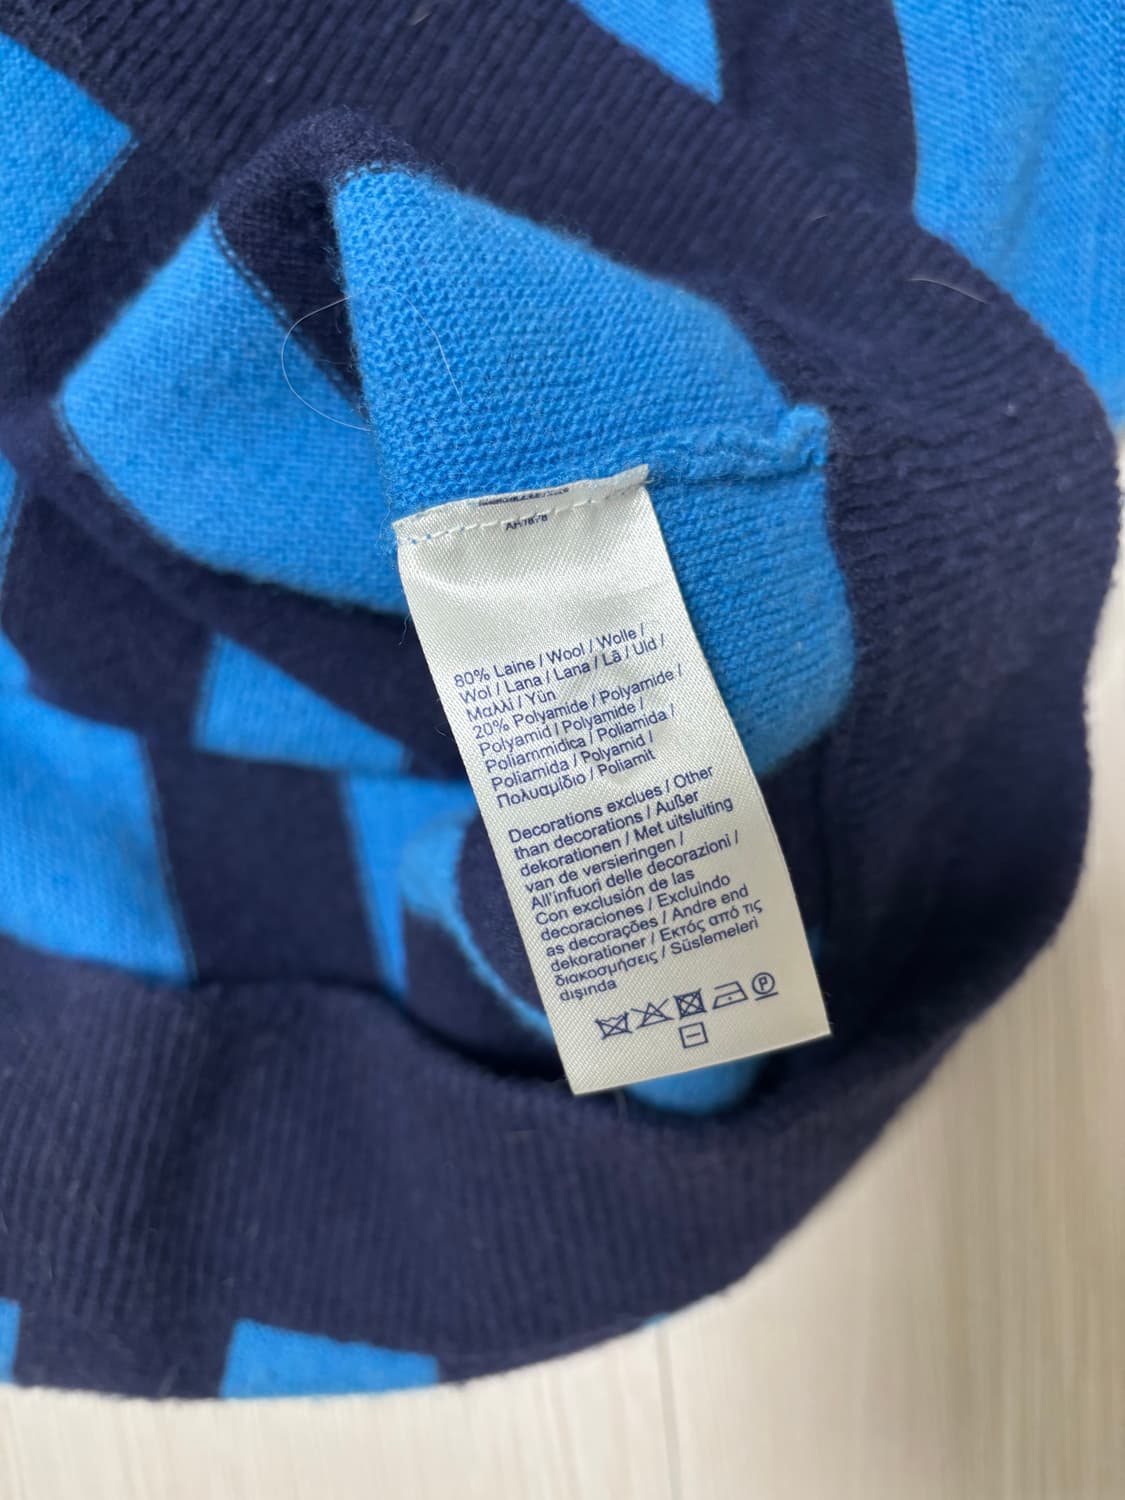 80% Laine / Wool / Wolle /
Wol / Lana / Lana / Lã / Uld /
Μαλλί / Yün
20% Polyamide / Polyamide /
Polyamid / Polyamide /
Poliammidica / Poliamida /
Poliamida / Polyamid /
Πολυαμίδιο / Poliamit
Decorations exclues / Other
than decorations / Außer
dekorationen / Met uitsluiting
van de versieringen /
All'infuori delle decorazioni /
Con exclusión de las
decoraciones / Excluindo
as decorações / Andre end
dekorationer / Εκτός από τις
διακοσμήσεις / Süslemeleri
dışında
P